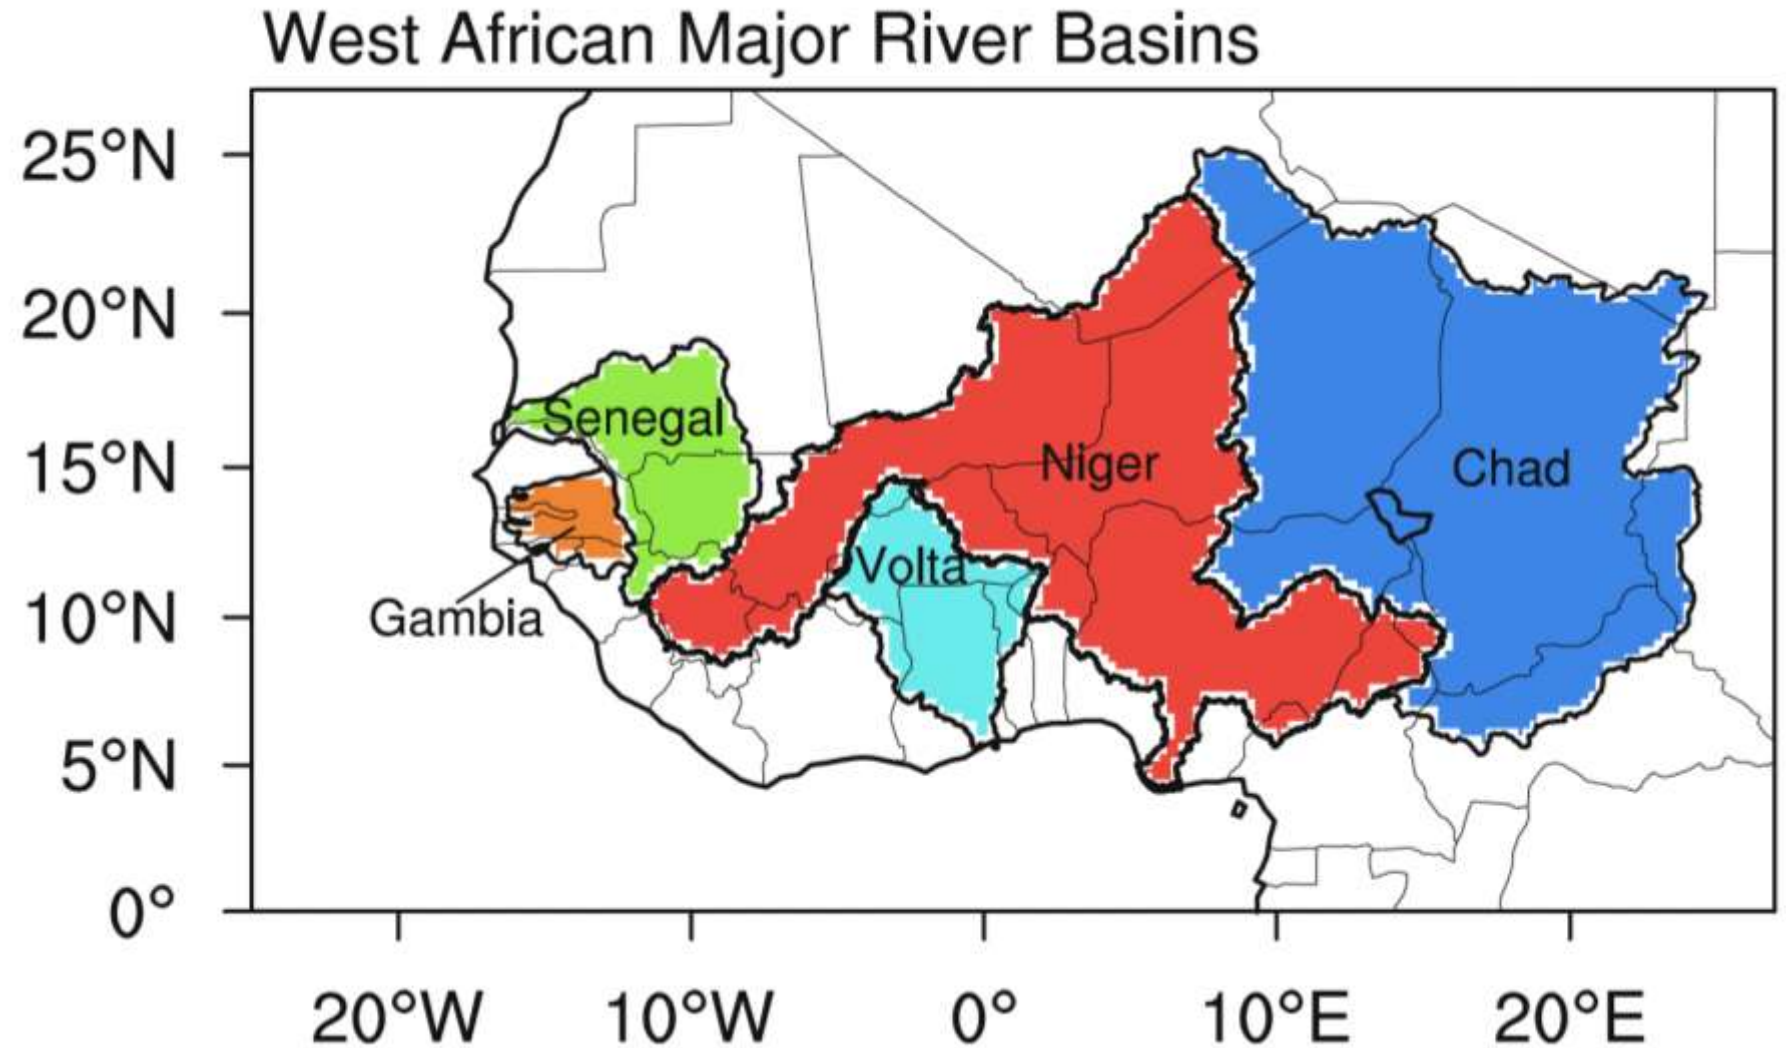 West African Major River Basins
25°N
20°N
15°N
10°N
5°N
0°
Senegal
Niger
Chad
Volta
Gambia
20°W
10°W
0°
10°E
20°E